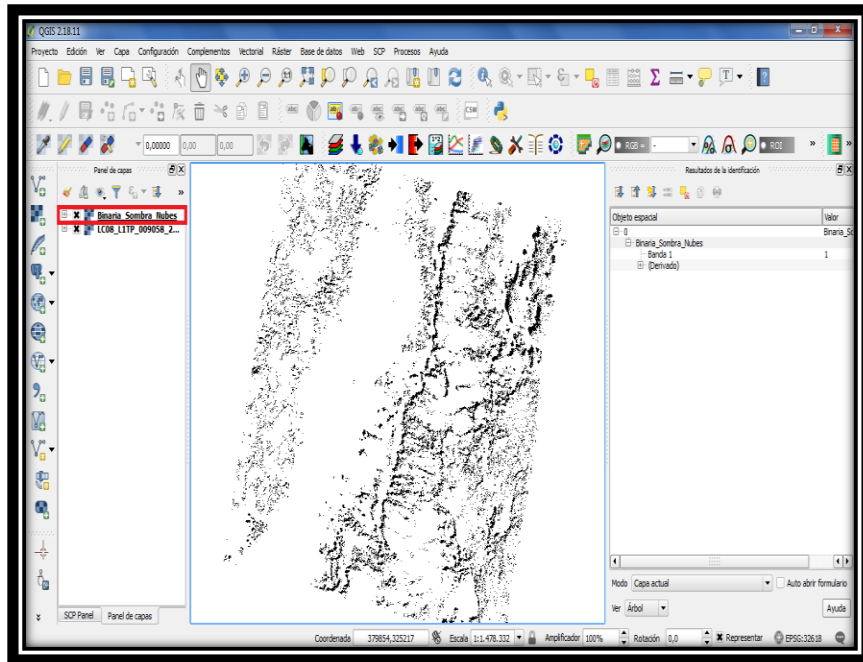 QGIS 2.18.11
Proyecto Edición Ver Capa Configuración Complementos Vectorial Ráster Base de datos Web SCP Procesos Ayuda
0,00000 0,00 0,00 RGB = - ROI
Panel de capas
Binaria_Sombra_Nubes
LC08_L1TP_009058_2...
SCP Panel Panel de capas
Resultados de la identificación
Objeto espacial Valor
0 Binaria_So
Binaria_Sombra_Nubes
Banda 1 1
(Derivado)
Modo Capa actual Auto abrir formulario
Ver Árbol Ayuda
Coordenada 379854,325217 Escala 1:1.478.332 Amplificador 100% Rotación 0,0 Representar EPSG:32618